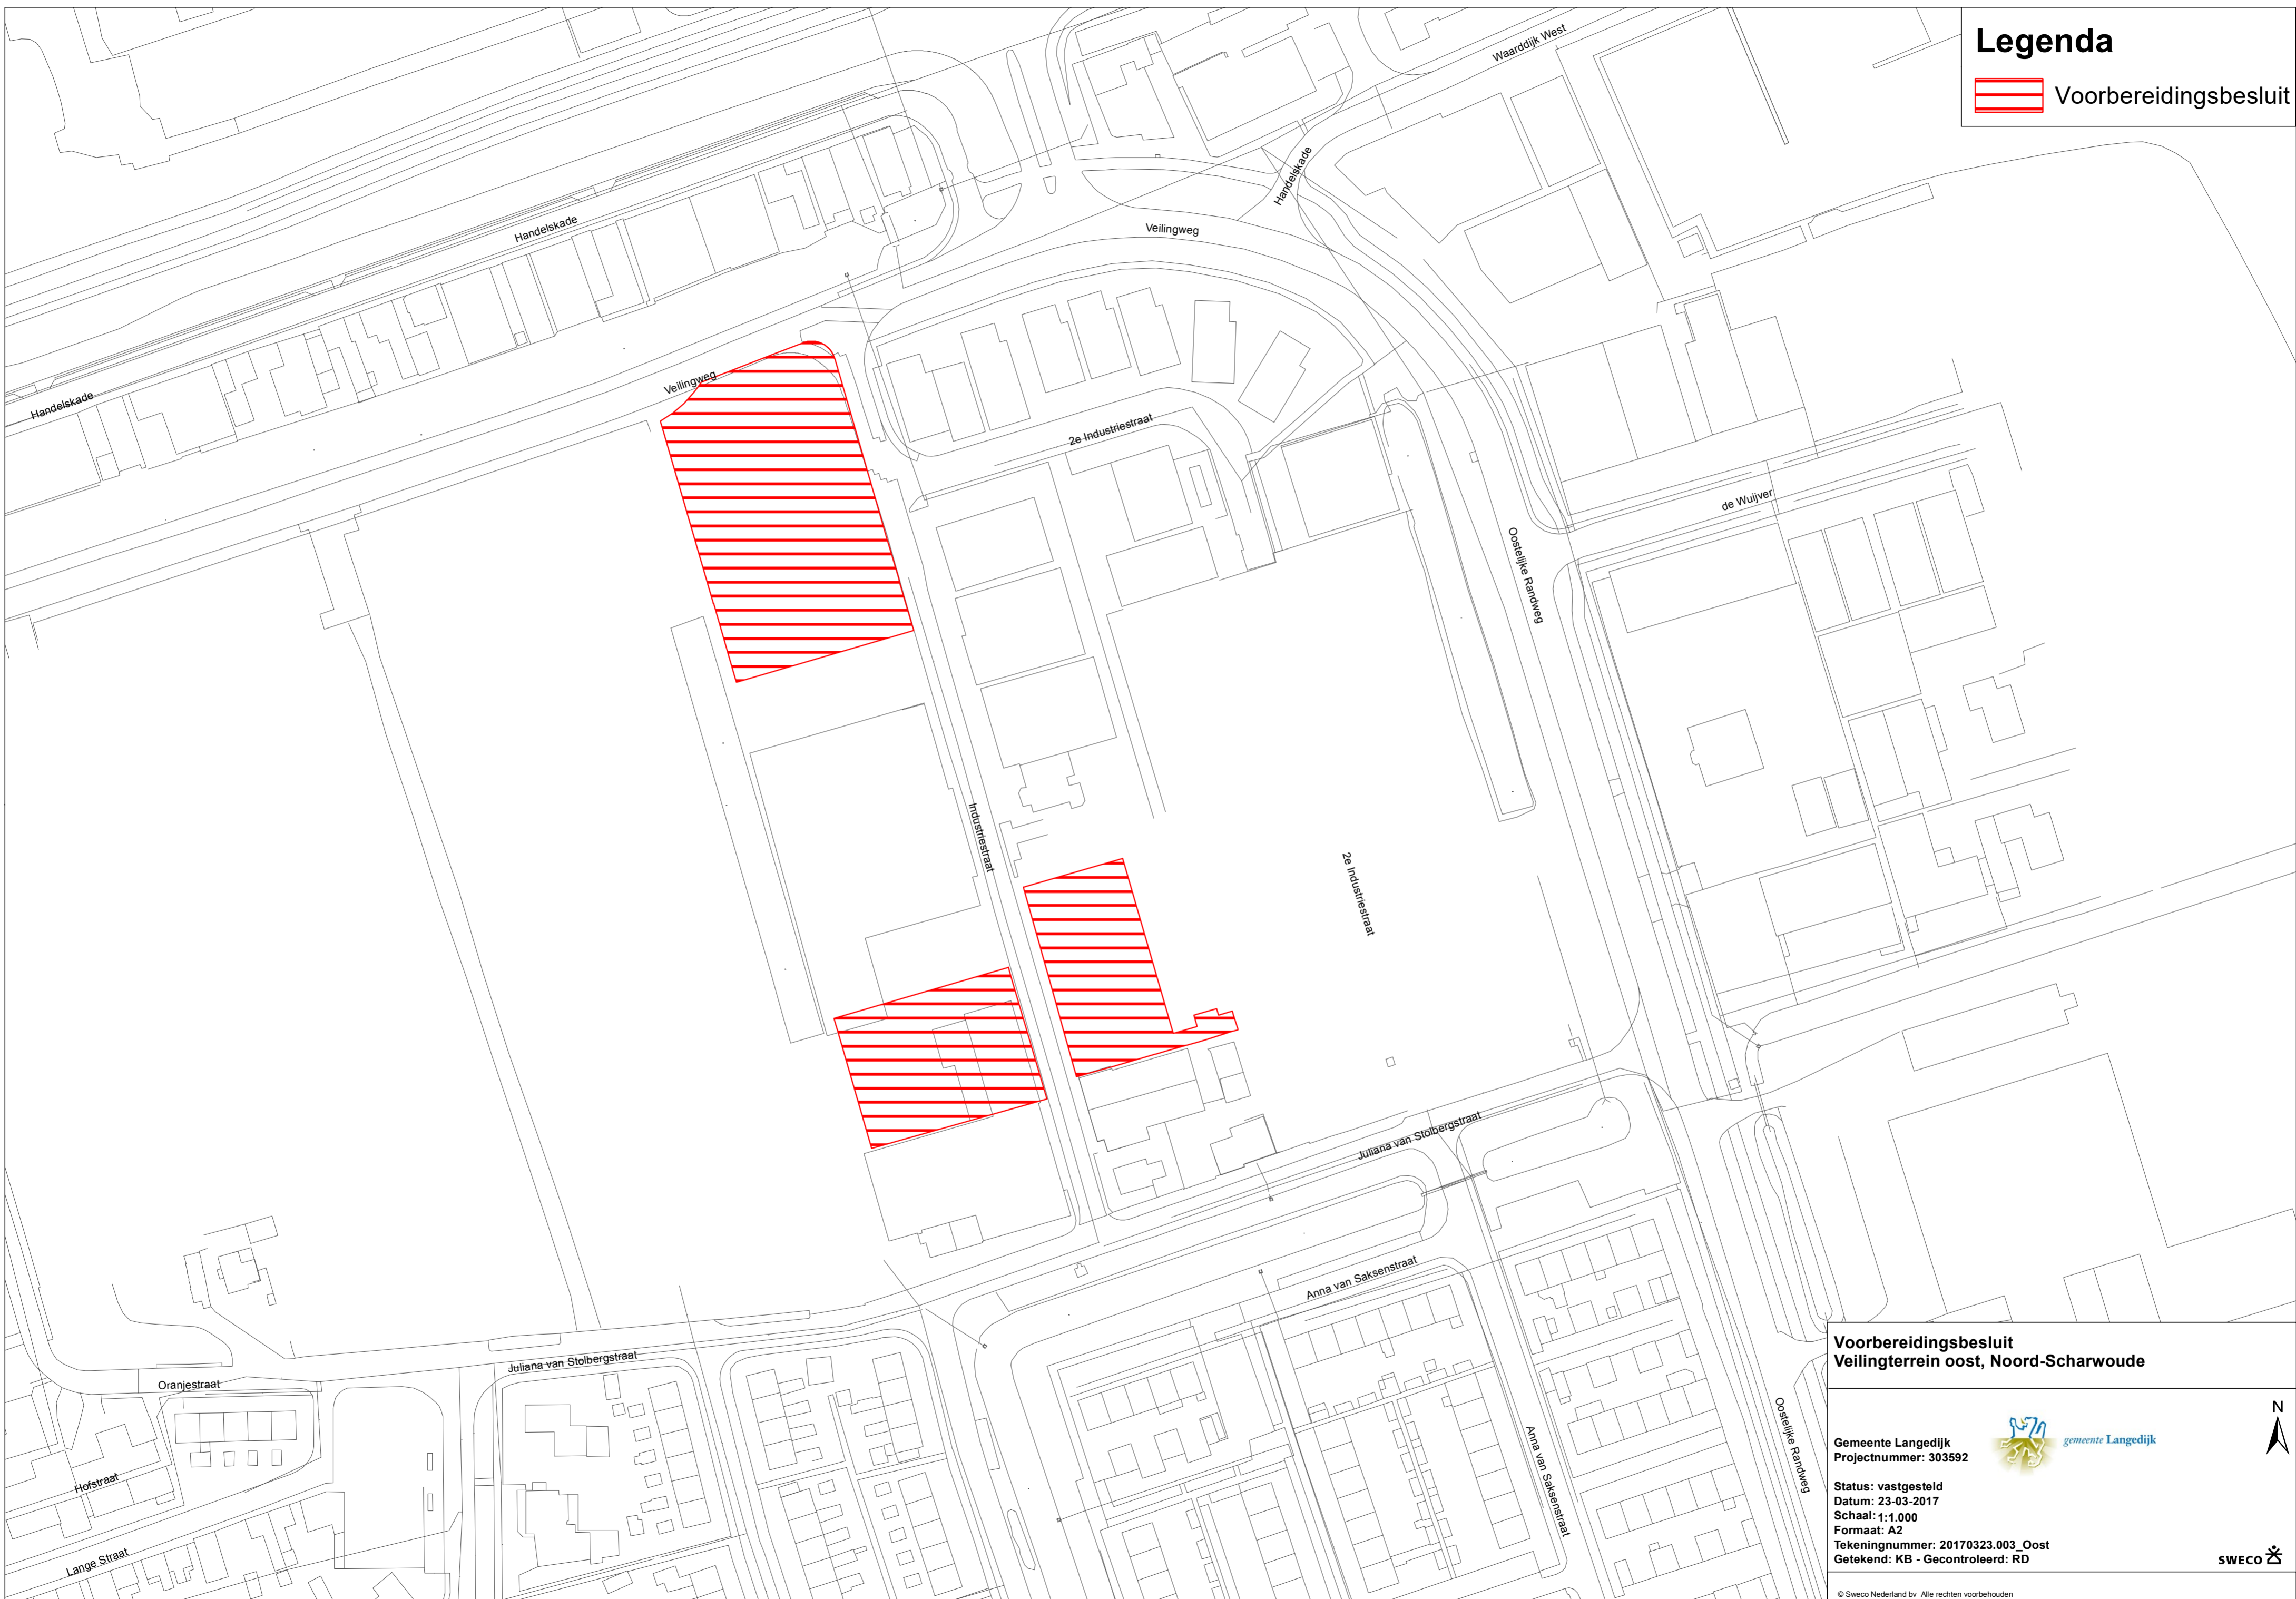 Legenda
Voorbereidingsbesluit
Waarddijk West
Handelskade
Handelskade
Veilingweg
Handelskade
Veilingweg
2e Industriestraat
de Wuijver
Oostelijke Randweg
Industriestraat
2e Industriestraat
Juliana van Stolbergstraat
Anna van Saksenstraat
Juliana van Stolbergstraat
Oranjestraat
Hofstraat
Lange Straat
Anna van Saksenstraat
Oostelijke Randweg
Voorbereidingsbesluit
Veilingterrein oost, Noord-Scharwoude
N
Gemeente Langedijk
Projectnummer: 303592
gemeente Langedijk
Status: vastgesteld
Datum: 23-03-2017
Schaal: 1:1.000
Formaat: A2
Tekeningnummer: 20170323.003_Oost
Getekend: KB - Gecontroleerd: RD
SWECO
© Sweco Nederland bv Alle rechten voorbehouden